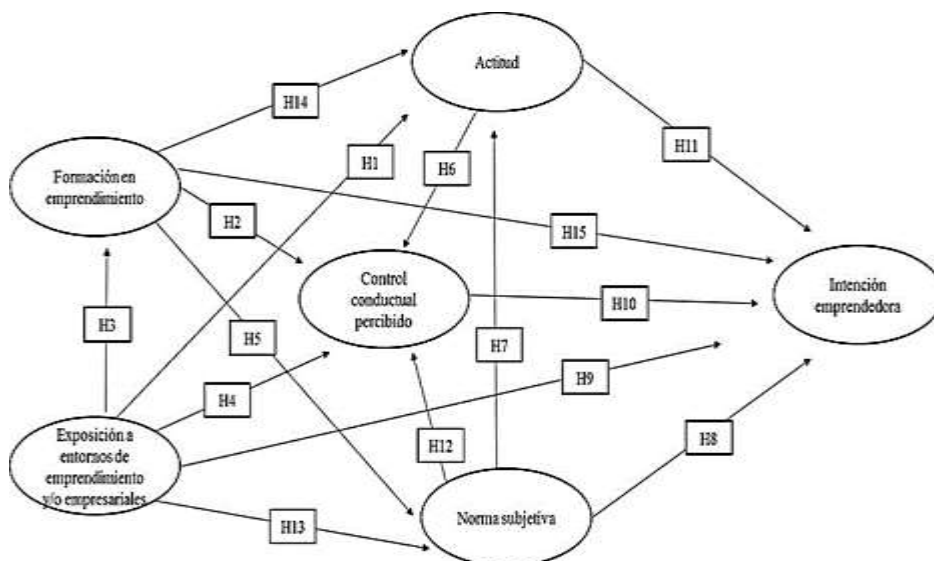 Actitud
H14
H1
H6
H11
Formación en
emprendimiento
H2
H15
Control
conductual
percibido
Intención
emprendedora
H10
H3
H5
H7
H9
H4
Exposición a
entornos de
emprendimiento
y/o empresariales
H12
H8
Norma subjetiva
H13